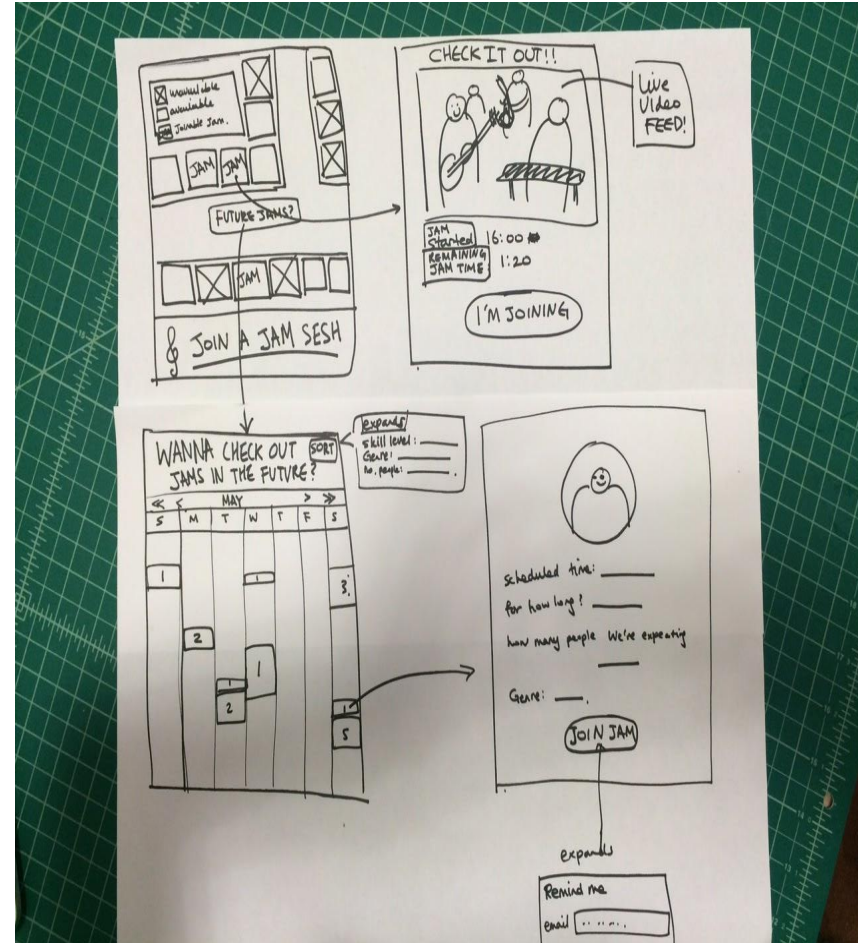 unavailable
available
JAM Joinable Jam.
JAM JAM
FUTURE JAMS?
JAM
JOIN A JAM SESH
CHECK IT OUT!!
Live
Video
FEED!
JAM
Started 16:00
REMAINING
JAM TIME 1:20
I'M JOINING
WANNA CHECK OUT SORT
JAMS IN THE FUTURE?
<< < MAY > >>
S M T W T F S
1 1 3
2
1 1
2
1
5
expands
Skill level:
Genre:
no. people:
scheduled time:
for how long?
how many people We're expecting
Genre:
JOIN JAM
expands
Remind me
email